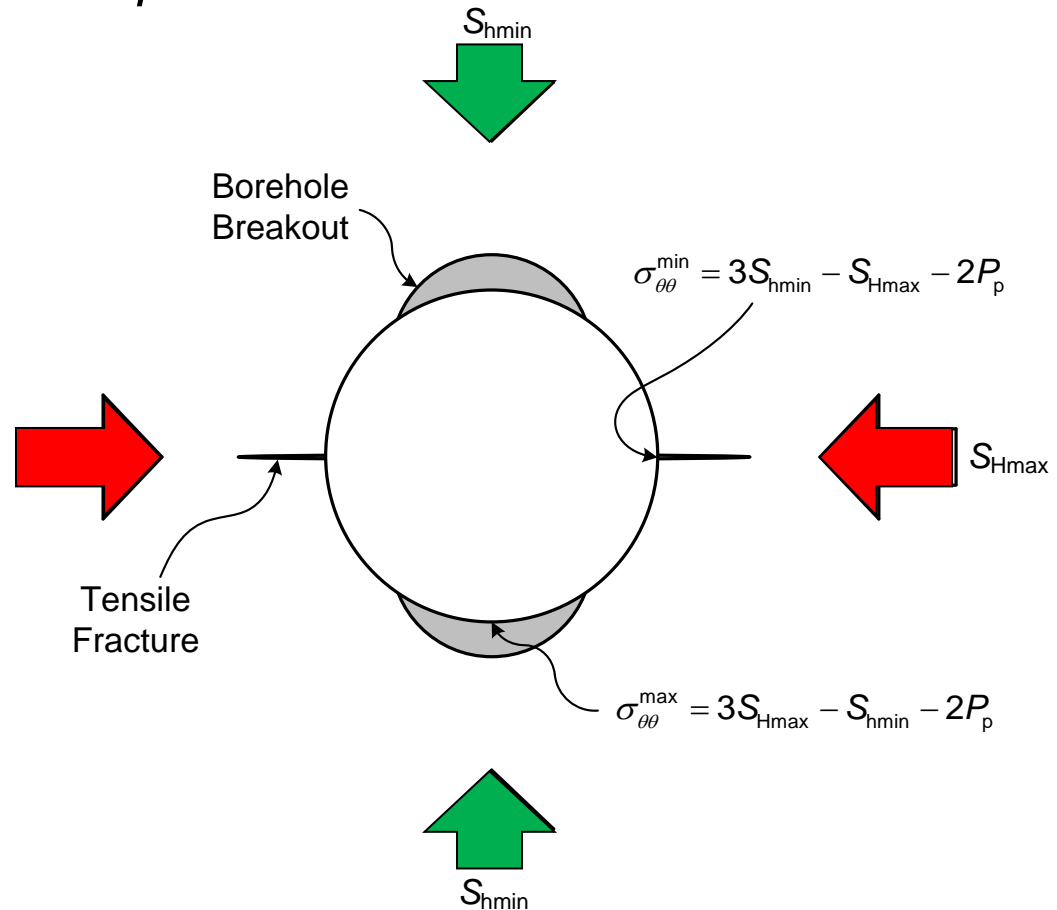 S_hmin
Borehole
Breakout
σ_θθ^min = 3S_hmin − S_Hmax − 2P_p
S_Hmax
Tensile
Fracture
σ_θθ^max = 3S_Hmax − S_hmin − 2P_p
S_hmin